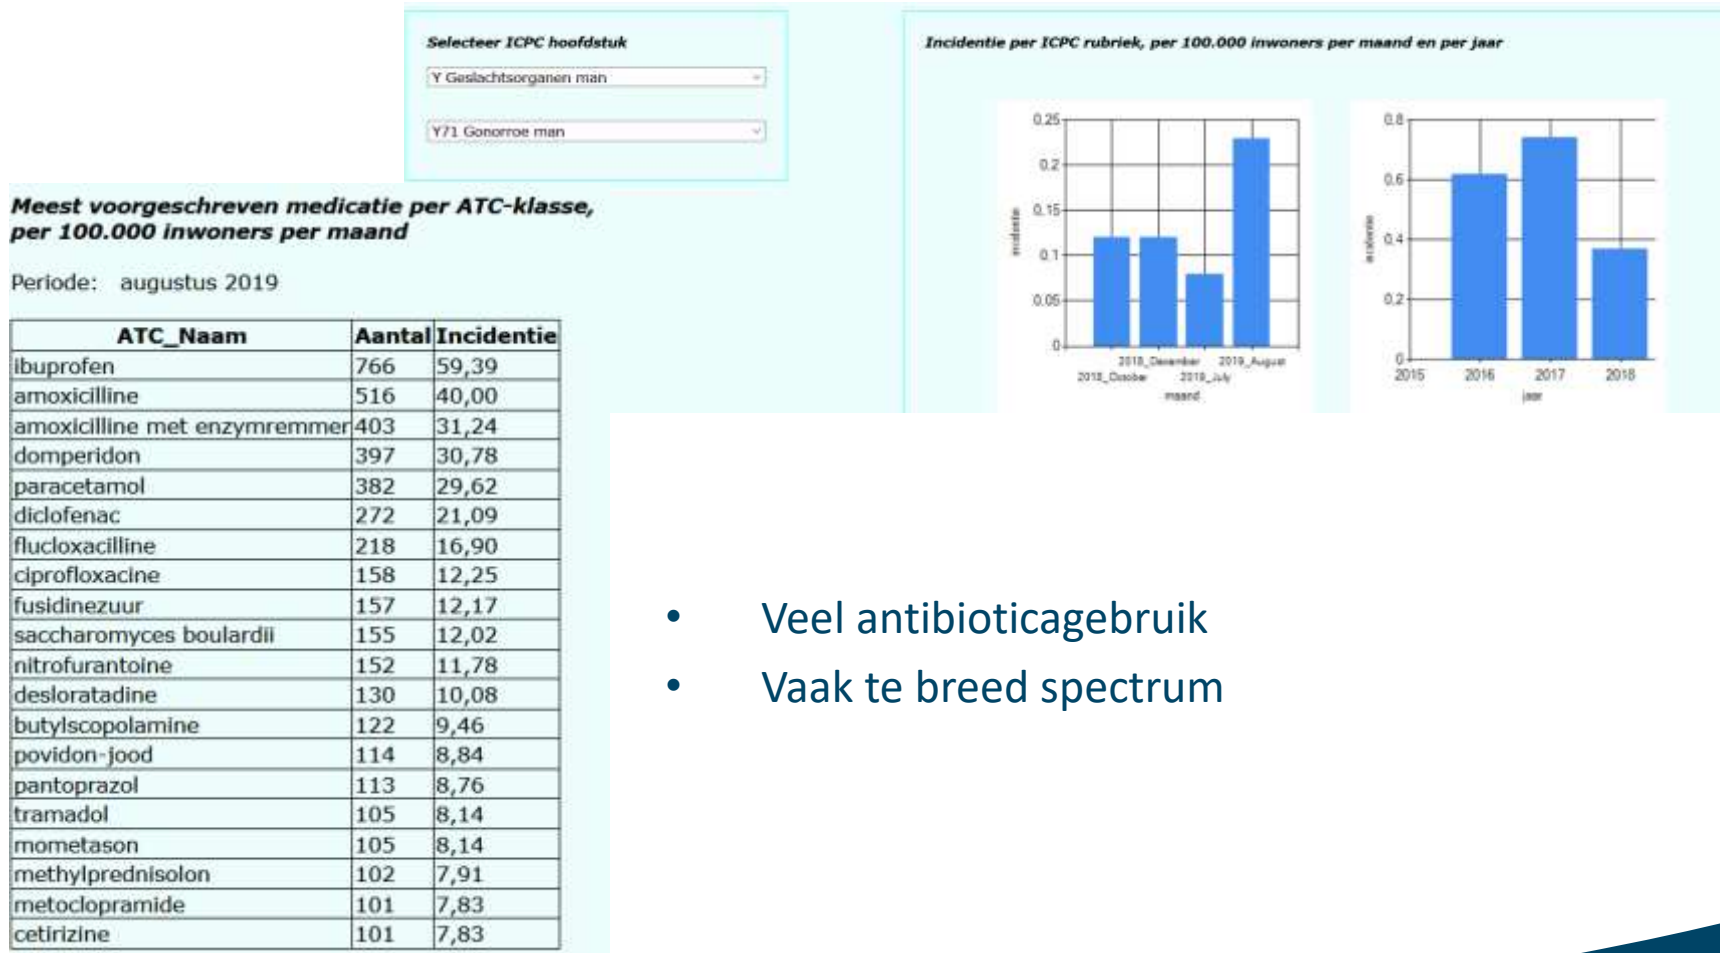 Selecteer ICPC hoofdstuk
Y Geslachtsorganen man
Y71 Gonorroe man
Incidentie per ICPC rubriek, per 100.000 inwoners per maand en per jaar
0.25
0.2
0.15
0.1
0.05
0
incidentie
2018_December 2019_August
2018_October 2019_July
maand
0.8
0.6
0.4
0.2
0
incidentie
2015 2016 2017 2018
jaar
Meest voorgeschreven medicatie per ATC-klasse,
per 100.000 inwoners per maand
Periode: augustus 2019
ATC_Naam Aantal Incidentie
ibuprofen 766 59,39
amoxicilline 516 40,00
amoxicilline met enzymremmer 403 31,24
domperidon 397 30,78
paracetamol 382 29,62
diclofenac 272 21,09
flucloxacilline 218 16,90
ciprofloxacine 158 12,25
fusidinezuur 157 12,17
saccharomyces boulardii 155 12,02
nitrofurantoine 152 11,78
desloratadine 130 10,08
butylscopolamine 122 9,46
povidon-jood 114 8,84
pantoprazol 113 8,76
tramadol 105 8,14
mometason 105 8,14
methylprednisolon 102 7,91
metoclopramide 101 7,83
cetirizine 101 7,83
• Veel antibioticagebruik
• Vaak te breed spectrum